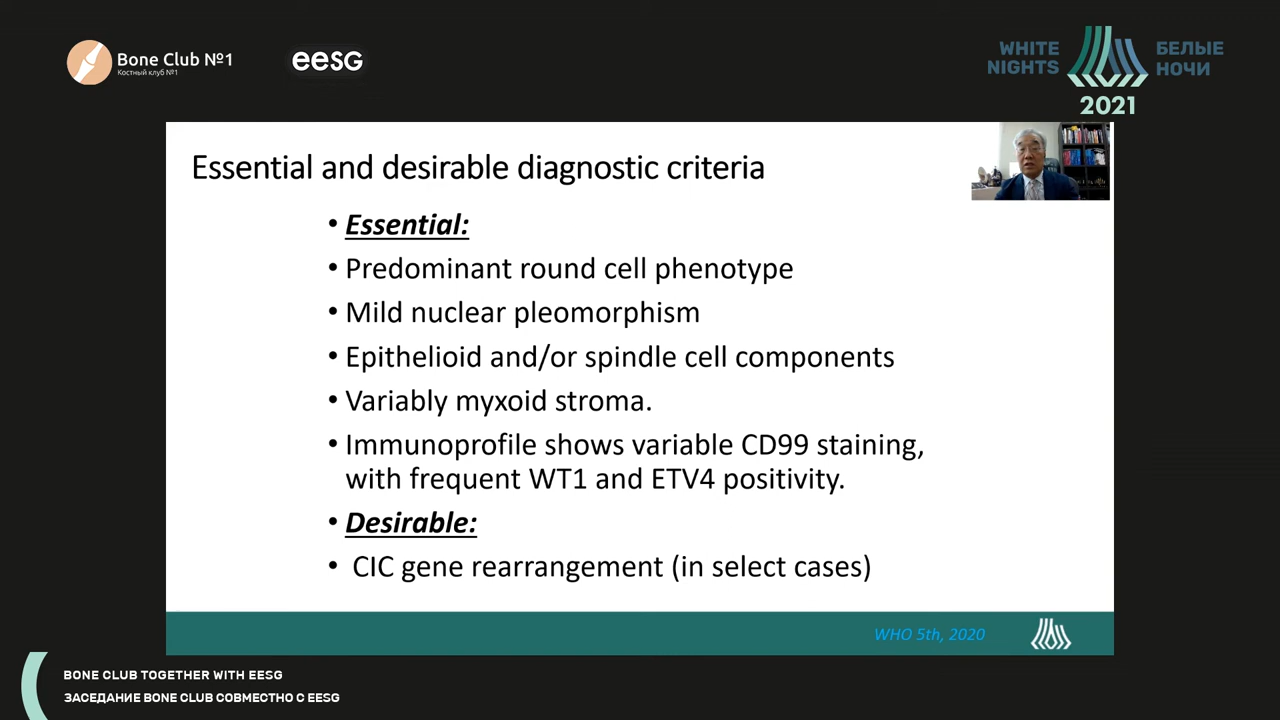 Bone Club №1
Костный клуб №1
eesg
WHITE
NIGHTS
БЕЛЫЕ
НОЧИ
2021
Essential and desirable diagnostic criteria
• Essential:
• Predominant round cell phenotype
• Mild nuclear pleomorphism
• Epithelioid and/or spindle cell components
• Variably myxoid stroma.
• Immunoprofile shows variable CD99 staining,
with frequent WT1 and ETV4 positivity.
• Desirable:
• CIC gene rearrangement (in select cases)
WHO 5th, 2020
BONE CLUB TOGETHER WITH EESG
ЗАСЕДАНИЕ BONE CLUB СОВМЕСТНО С EESG